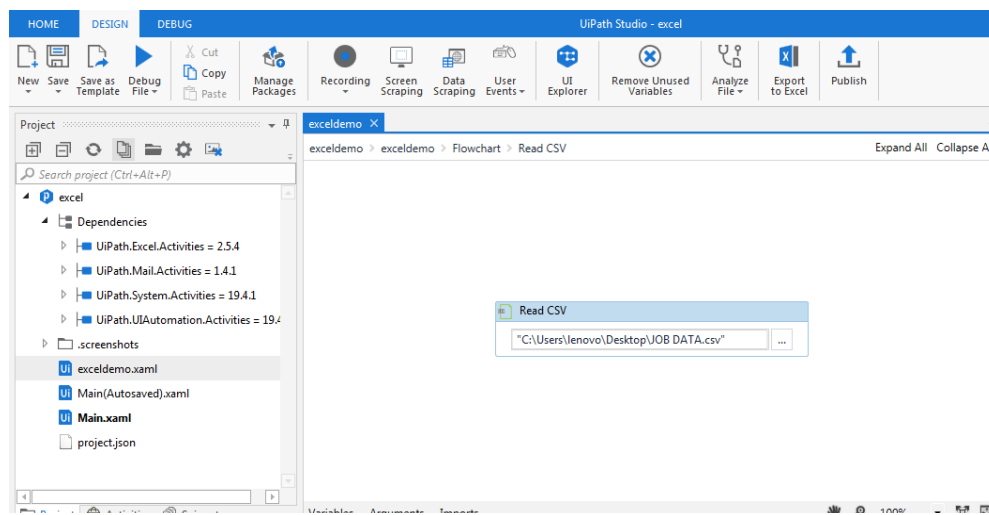 HOME DESIGN DEBUG UiPath Studio - excel
New Save Save as Template Debug File Cut Copy Paste Manage Packages Recording Screen Scraping Data Scraping User Events UI Explorer Remove Unused Variables Analyze File Export to Excel Publish
Project
exceldemo
exceldemo > exceldemo > Flowchart > Read CSV Expand All Collapse A
Search project (Ctrl+Alt+P)
excel
Dependencies
UiPath.Excel.Activities = 2.5.4
UiPath.Mail.Activities = 1.4.1
UiPath.System.Activities = 19.4.1
UiPath.UIAutomation.Activities = 19.4
.screenshots
exceldemo.xaml
Main(Autosaved).xaml
Main.xaml
project.json
Read CSV
"C:\Users\lenovo\Desktop\JOB DATA.csv" ...
Project
Variables Arguments Imports 100%